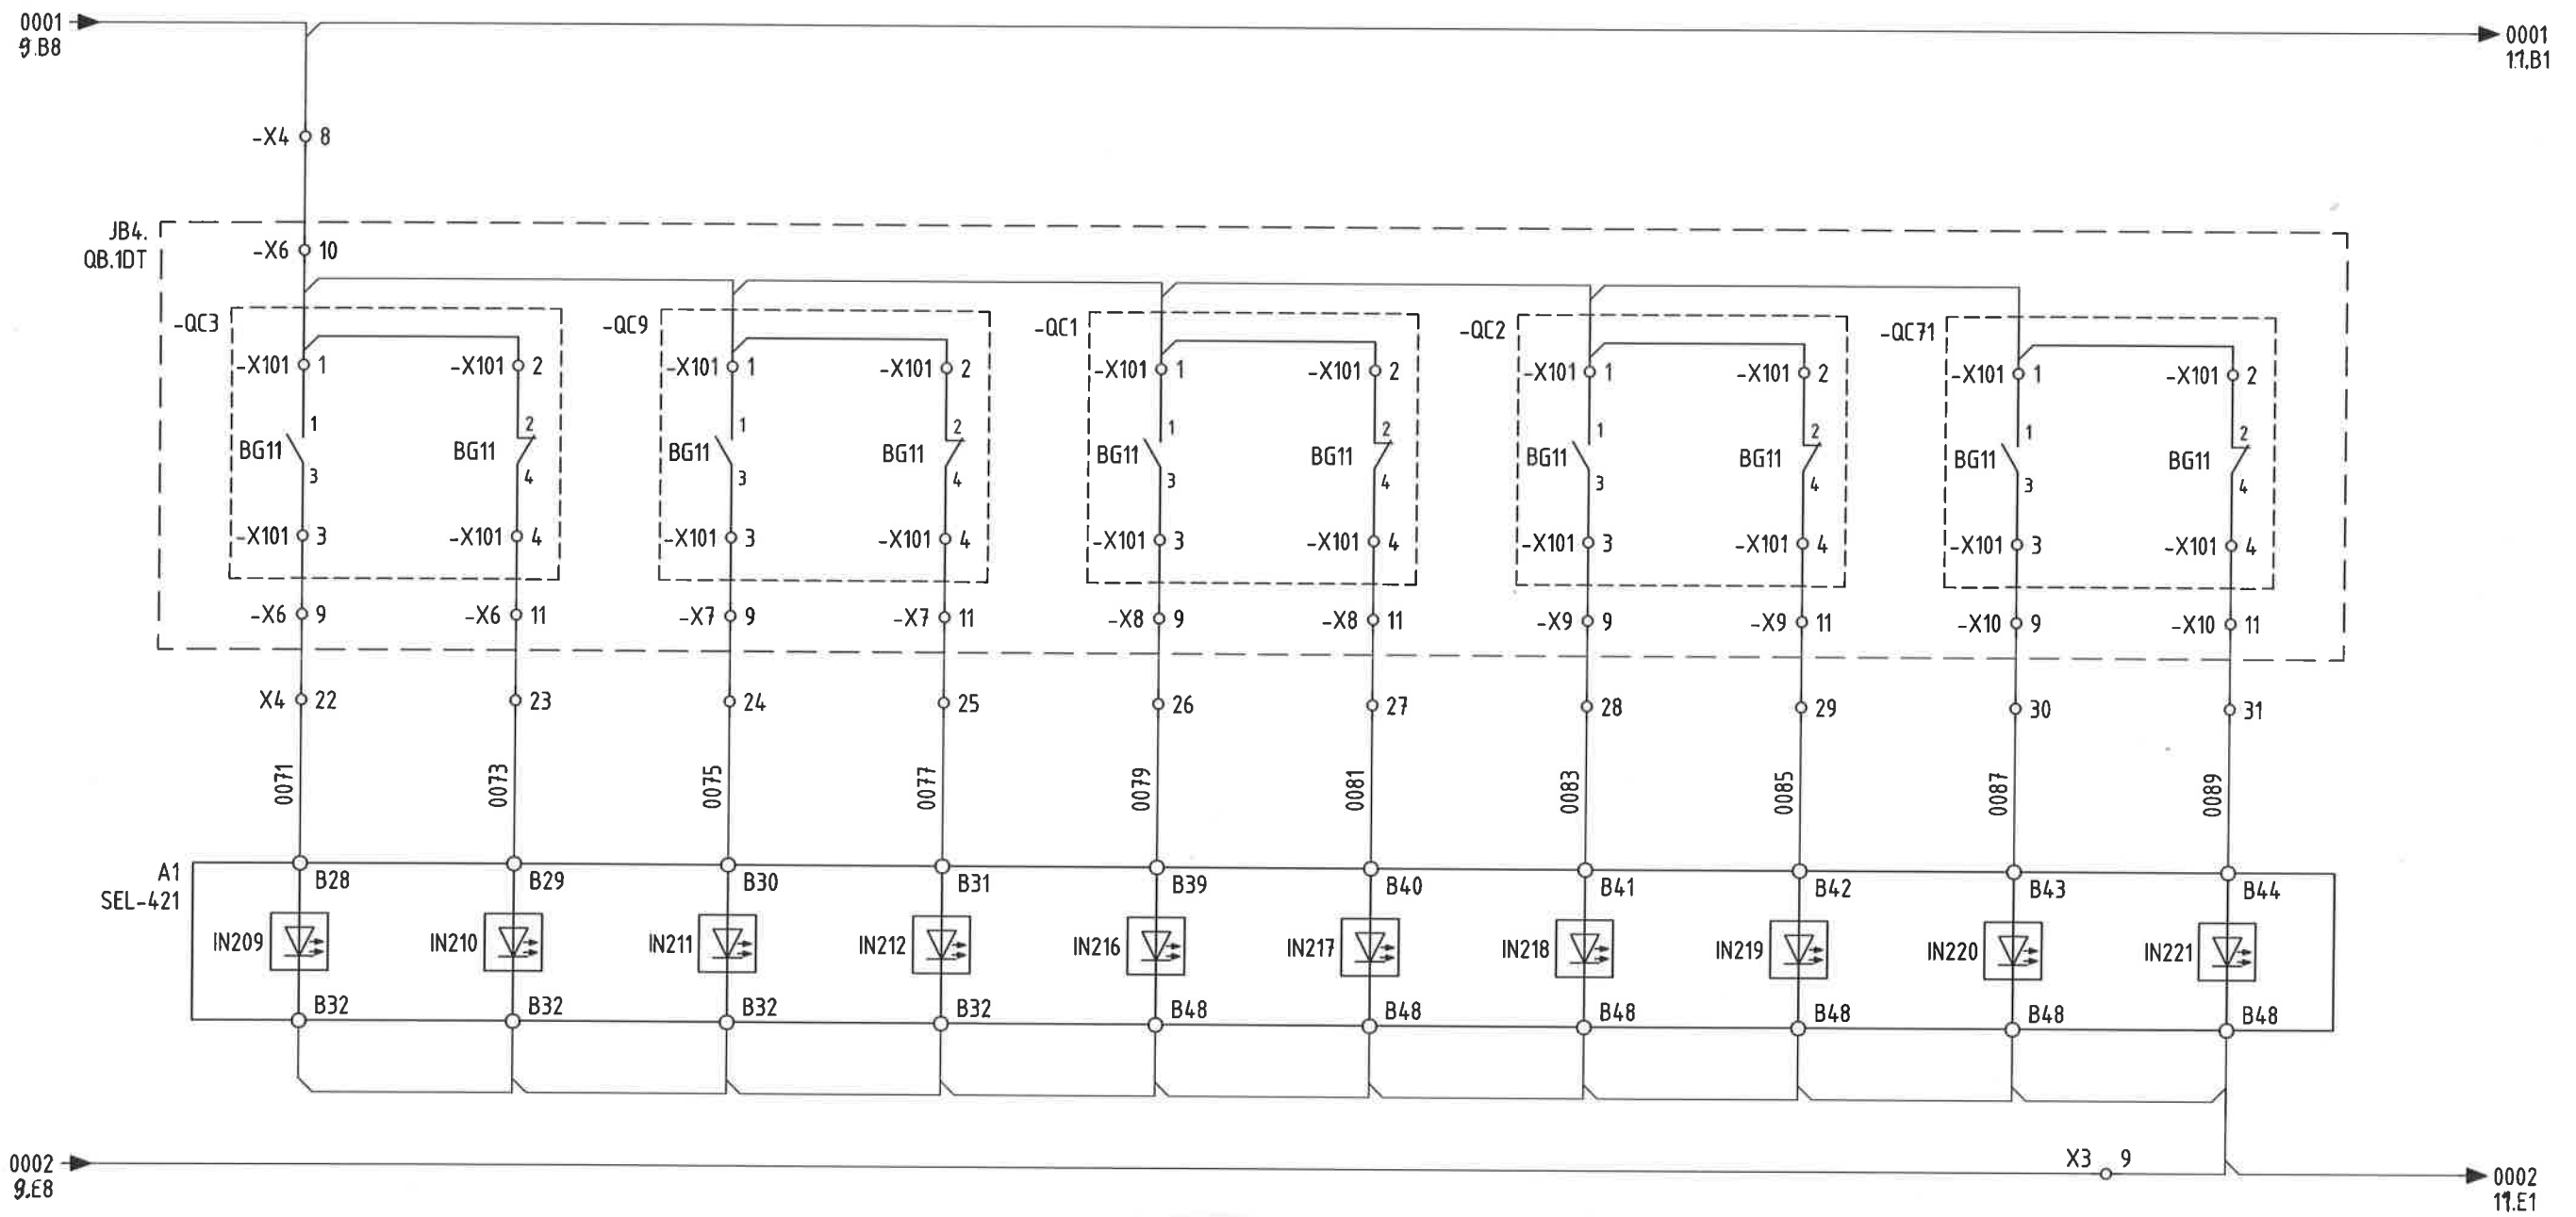 0001
9.B8
0001
11.B1
-X4 8
JB4.
QB.1DT
-X6 10
-QC3
-QC9
-QC1
-QC2
-QC71
-X101 1
-X101 2
-X101 1
-X101 2
-X101 1
-X101 2
-X101 1
-X101 2
-X101 1
-X101 2
1
BG11
3
2
BG11
4
1
BG11
3
2
BG11
4
1
BG11
3
2
BG11
4
1
BG11
3
2
BG11
4
1
BG11
3
2
BG11
4
-X101 3
-X101 4
-X101 3
-X101 4
-X101 3
-X101 4
-X101 3
-X101 4
-X101 3
-X101 4
-X6 9
-X6 11
-X7 9
-X7 11
-X8 9
-X8 11
-X9 9
-X9 11
-X10 9
-X10 11
X4 22
23
24
25
26
27
28
29
30
31
0071
0073
0075
0077
0079
0081
0083
0085
0087
0089
A1
SEL-421
B28
B29
B30
B31
B39
B40
B41
B42
B43
B44
IN209
IN210
IN211
IN212
IN216
IN217
IN218
IN219
IN220
IN221
B32
B32
B32
B32
B48
B48
B48
B48
B48
B48
X3 9
0002
9.E8
0002
11.E1